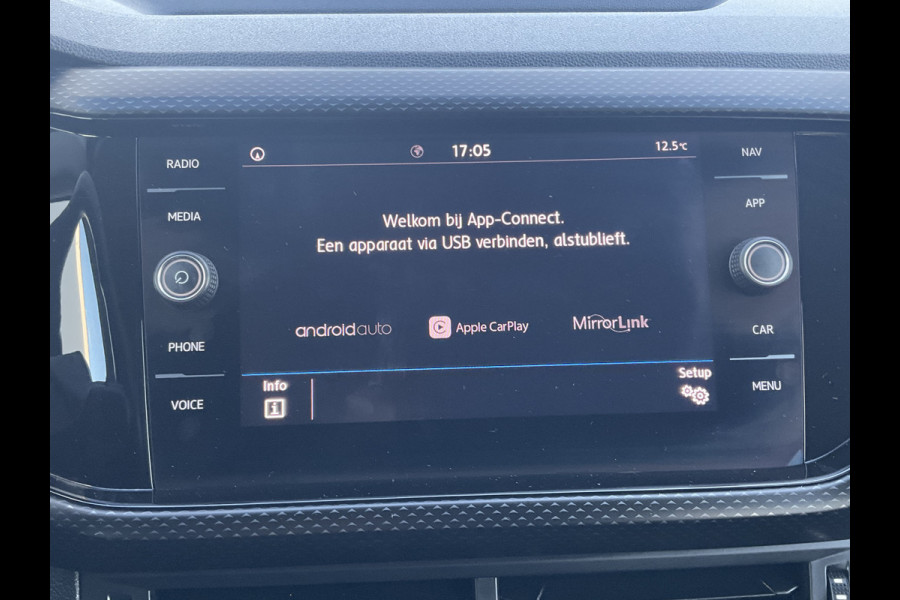 RADIO
MEDIA
PHONE
VOICE
17:05
12.5°C
Welkom bij App-Connect.
Een apparaat via USB verbinden, alstublieft.
androidauto
Apple CarPlay
MirrorLink
Info
i
Setup
NAV
APP
CAR
MENU